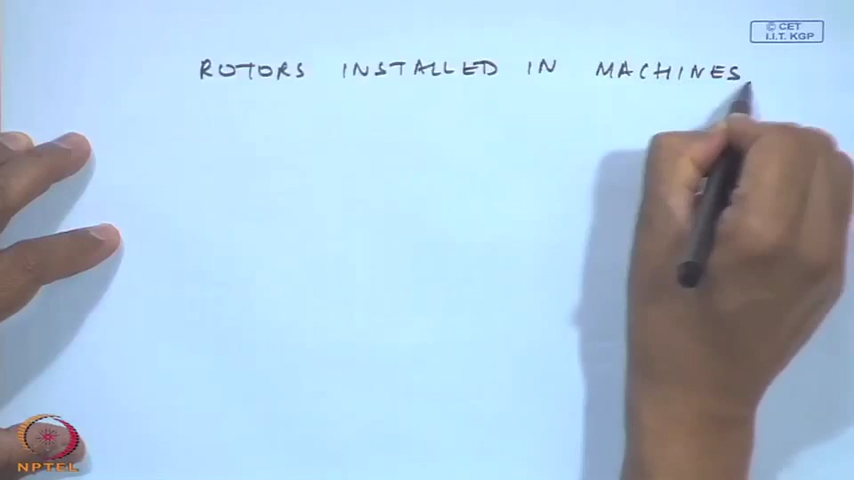 © CET
I.I.T. KGP
ROTORS INSTALLED IN MACHINES
NPTEL